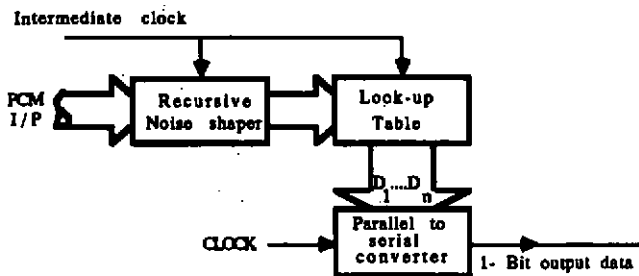 Intermediate clock
PCM
I/P
Recursive
Noise shaper
Look-up
Table
D1....Dn
Parallel to
serial
converter
CLOCK
1- Bit output data